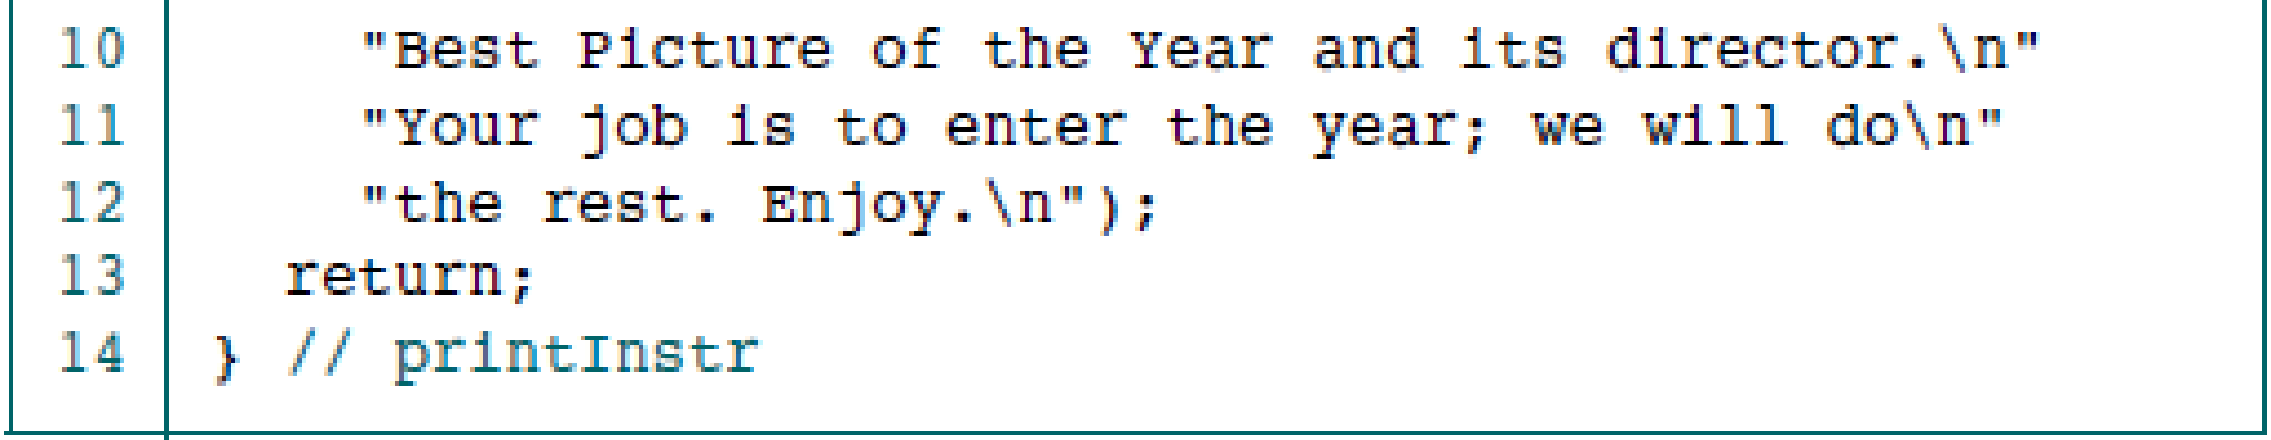 10 "Best Picture of the Year and its director.\n"
11 "Your job is to enter the year; we will do\n"
12 "the rest. Enjoy.\n");
13 return;
14 } // printInstr